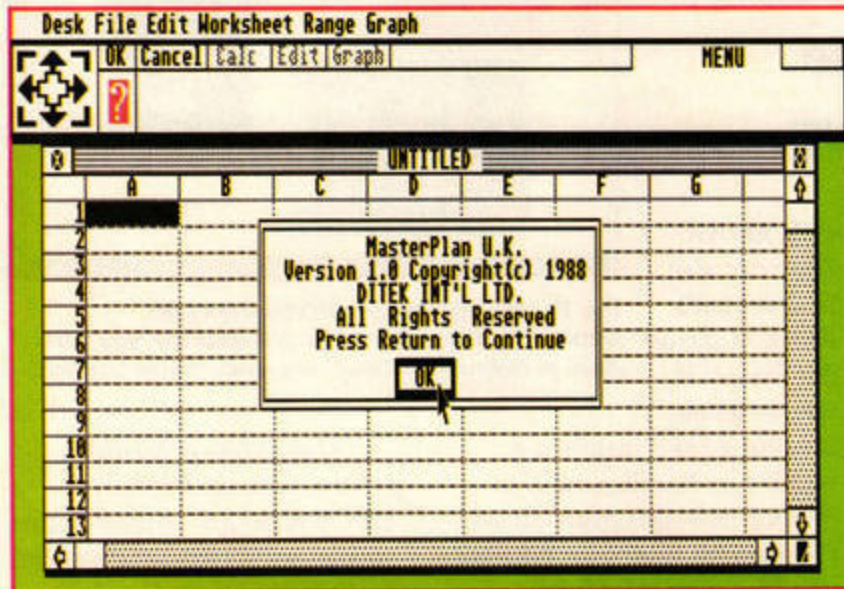 Desk File Edit Worksheet Range Graph
OK Cancel Calc Edit Graph MENU
?
UNTITLED
A B C D E F G
1
2
3
4
5
6
7
8
9
10
11
12
13
MasterPlan U.K.
Version 1.0 Copyright(c) 1988
DITEK INT'L LTD.
All Rights Reserved
Press Return to Continue
OK